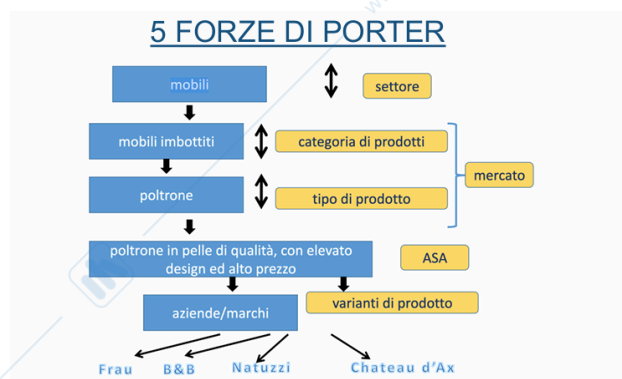 5 FORZE DI PORTER
mobili
settore
mobili imbottiti
categoria di prodotti
mercato
poltrone
tipo di prodotto
poltrone in pelle di qualità, con elevato
design ed alto prezzo
ASA
varianti di prodotto
aziende/marchi
Frau B&B Natuzzi Chateau d'Ax